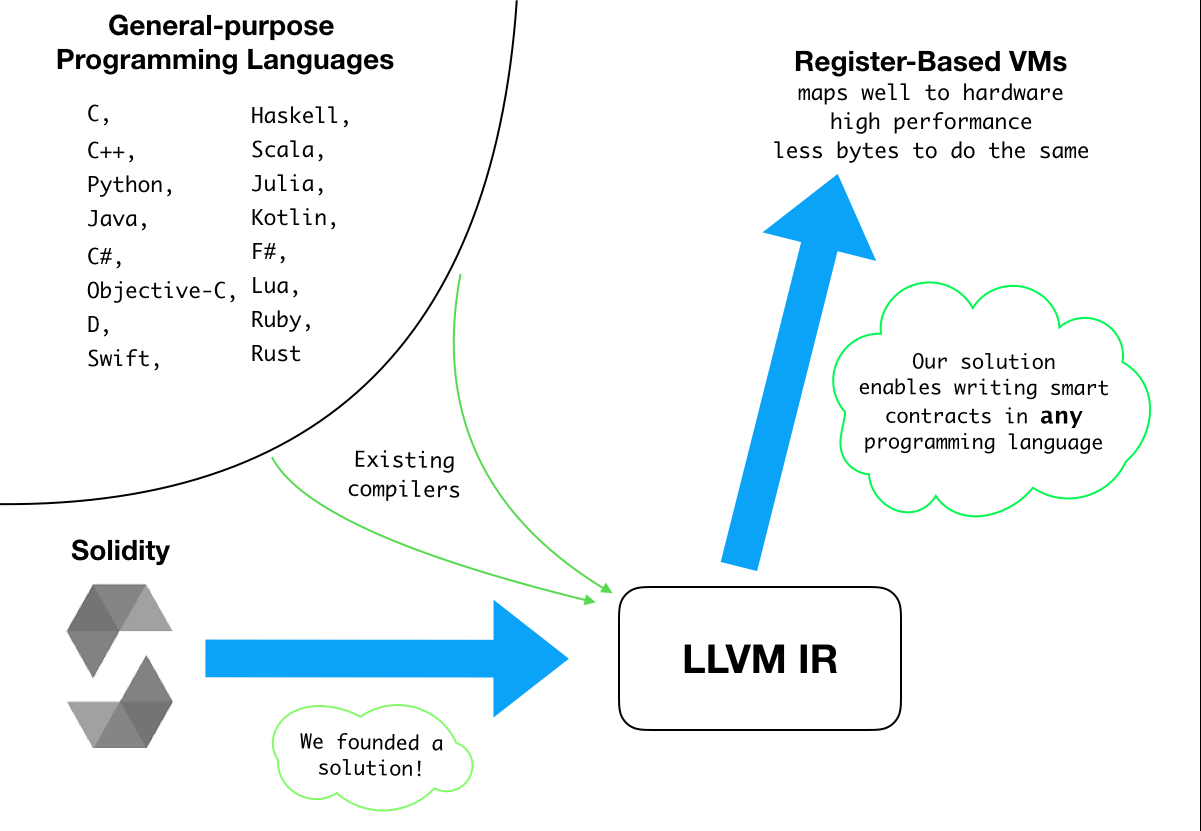 General-purpose
Programming Languages
C,
C++,
Python,
Java,
C#,
Objective-C,
D,
Swift,
Haskell,
Scala,
Julia,
Kotlin,
F#,
Lua,
Ruby,
Rust
Register-Based VMs
maps well to hardware
high performance
less bytes to do the same
Our solution
enables writing smart
contracts in any
programming language
Existing
compilers
Solidity
LLVM IR
We founded a
solution!